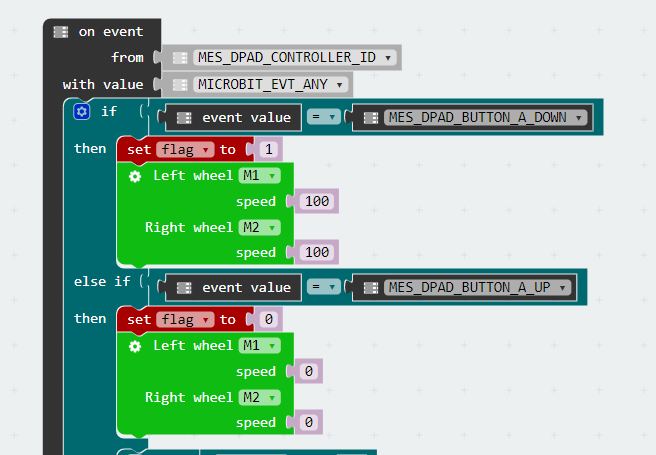 on event
from MES_DPAD_CONTROLLER_ID
with value MICROBIT_EVT_ANY
if event value = MES_DPAD_BUTTON_A_DOWN
then set flag to 1
Left wheel M1
speed 100
Right wheel M2
speed 100
else if event value = MES_DPAD_BUTTON_A_UP
then set flag to 0
Left wheel M1
speed 0
Right wheel M2
speed 0